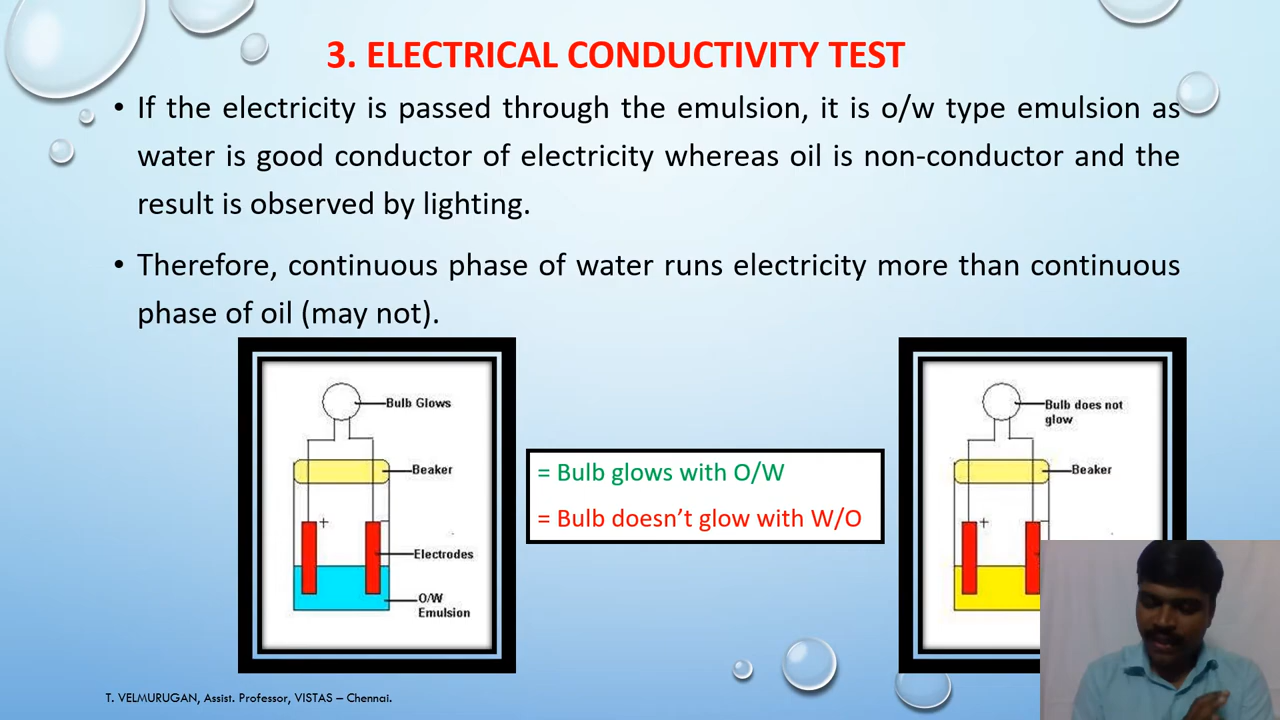 3. ELECTRICAL CONDUCTIVITY TEST
• If the electricity is passed through the emulsion, it is o/w type emulsion as
water is good conductor of electricity whereas oil is non-conductor and the
result is observed by lighting.
• Therefore, continuous phase of water runs electricity more than continuous
phase of oil (may not).
Bulb Glows
Beaker
+
Electrodes
O/W
Emulsion
= Bulb glows with O/W
= Bulb doesn’t glow with W/O
Bulb does not
glow
Beaker
+
T. VELMURUGAN, Assist. Professor, VISTAS – Chennai.